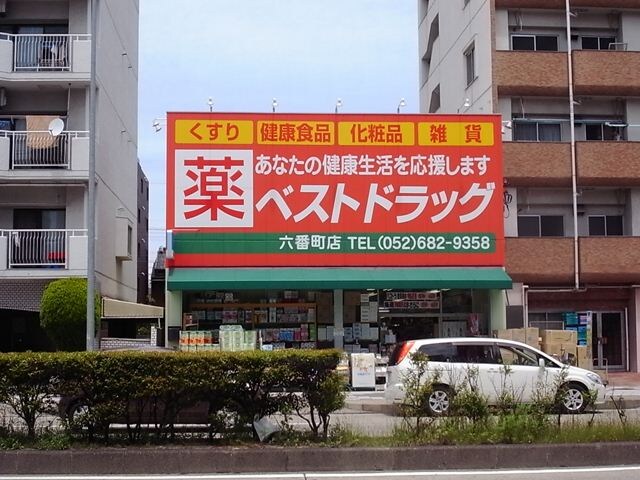 くすり 健康食品 化粧品 雑貨
薬
あなたの健康生活を応援します
ベストドラッグ
六番町店 TEL(052)682-9358